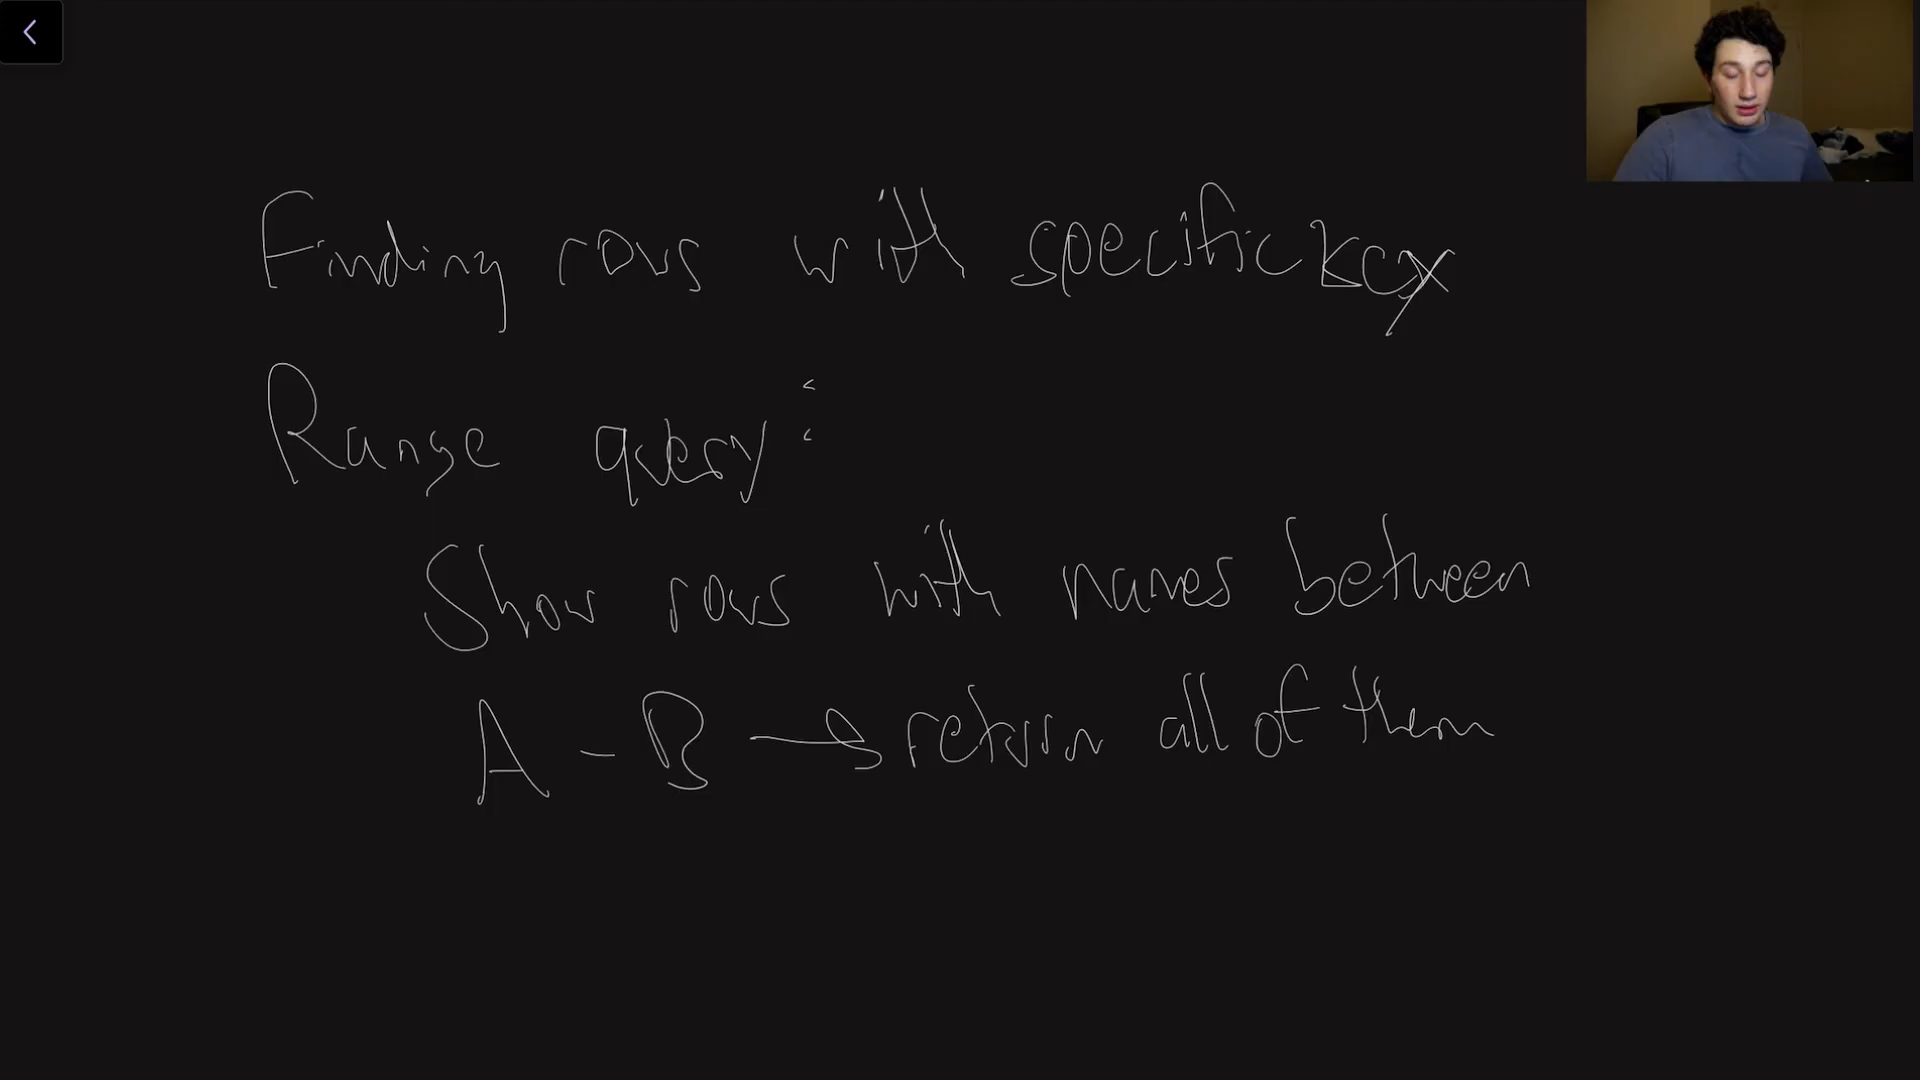 Finding rows with specific key
Range query:
Show rows with names between
A - B → return all of them